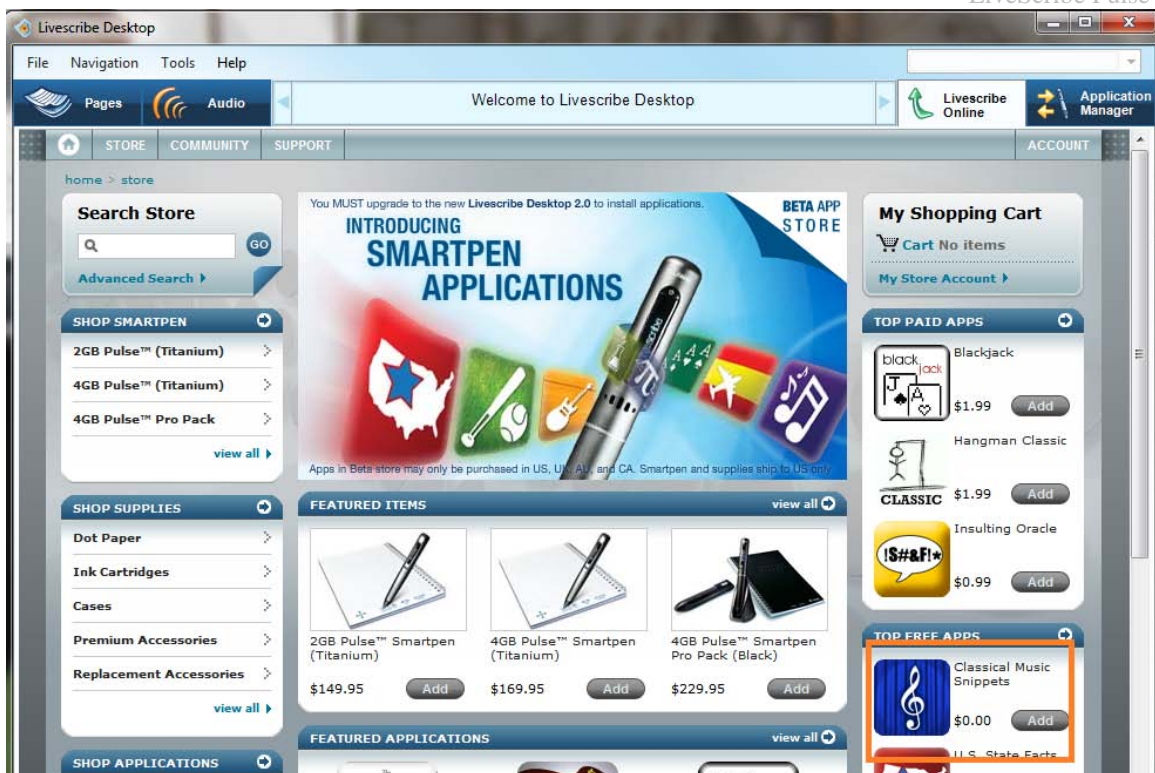 Livescribe Desktop
File Navigation Tools Help
Pages Audio Welcome to Livescribe Desktop Livescribe Online Application Manager
STORE COMMUNITY SUPPORT ACCOUNT
home > store
Search Store
GO
Advanced Search
SHOP SMARTPEN
2GB Pulse™ (Titanium)
4GB Pulse™ (Titanium)
4GB Pulse™ Pro Pack
view all
SHOP SUPPLIES
Dot Paper
Ink Cartridges
Cases
Premium Accessories
Replacement Accessories
view all
SHOP APPLICATIONS
You MUST upgrade to the new Livescribe Desktop 2.0 to install applications.
BETA APP
STORE
INTRODUCING
SMARTPEN
APPLICATIONS
Apps in Beta store may only be purchased in US, UK, AU, and CA. Smartpen and supplies ship to US only
FEATURED ITEMS view all
2GB Pulse™ Smartpen
(Titanium)
$149.95 Add
4GB Pulse™ Smartpen
(Titanium)
$169.95 Add
4GB Pulse™ Smartpen
Pro Pack (Black)
$229.95 Add
FEATURED APPLICATIONS view all
My Shopping Cart
Cart No items
My Store Account
TOP PAID APPS
black jack
J A
Blackjack
$1.99 Add
CLASSIC
Hangman Classic
$1.99 Add
!S#&F!*
Insulting Oracle
$0.99 Add
TOP FREE APPS
Classical Music
Snippets
$0.00 Add
U.S. State Facts